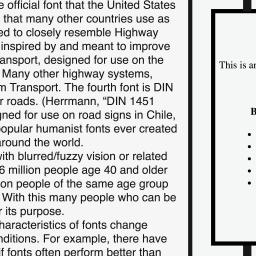 e official font that the United States
that many other countries use as
ed to closely resemble Highway
inspired by and meant to improve
ansport, designed for use on the
Many other highway systems,
m Transport. The fourth font is DIN
r roads. (Herrmann, “DIN 1451
gned for use on road signs in Chile,
popular humanist fonts ever created
around the world.
with blurred/fuzzy vision or related
6 million people age 40 and older
on people of the same age group
With this many people who can be
r its purpose.
characteristics of fonts change
nditions. For example, there have
if fonts often perform better than
This is an
B